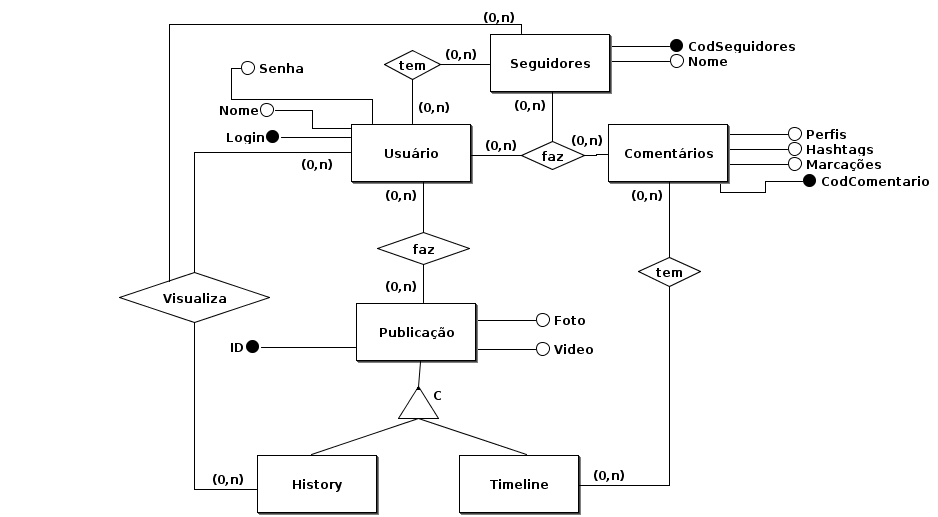 (0,n)
CodSeguidores
Seguidores
Nome
(0,n)
tem
Senha
(0,n)
(0,n)
Nome
Login
(0,n)
(0,n)
Usuário
faz
Comentários
Perfis
Hashtags
Marcações
CodComentario
(0,n)
(0,n)
(0,n)
faz
tem
(0,n)
Visualiza
Publicação
Foto
Video
ID
C
(0,n)
History
Timeline
(0,n)